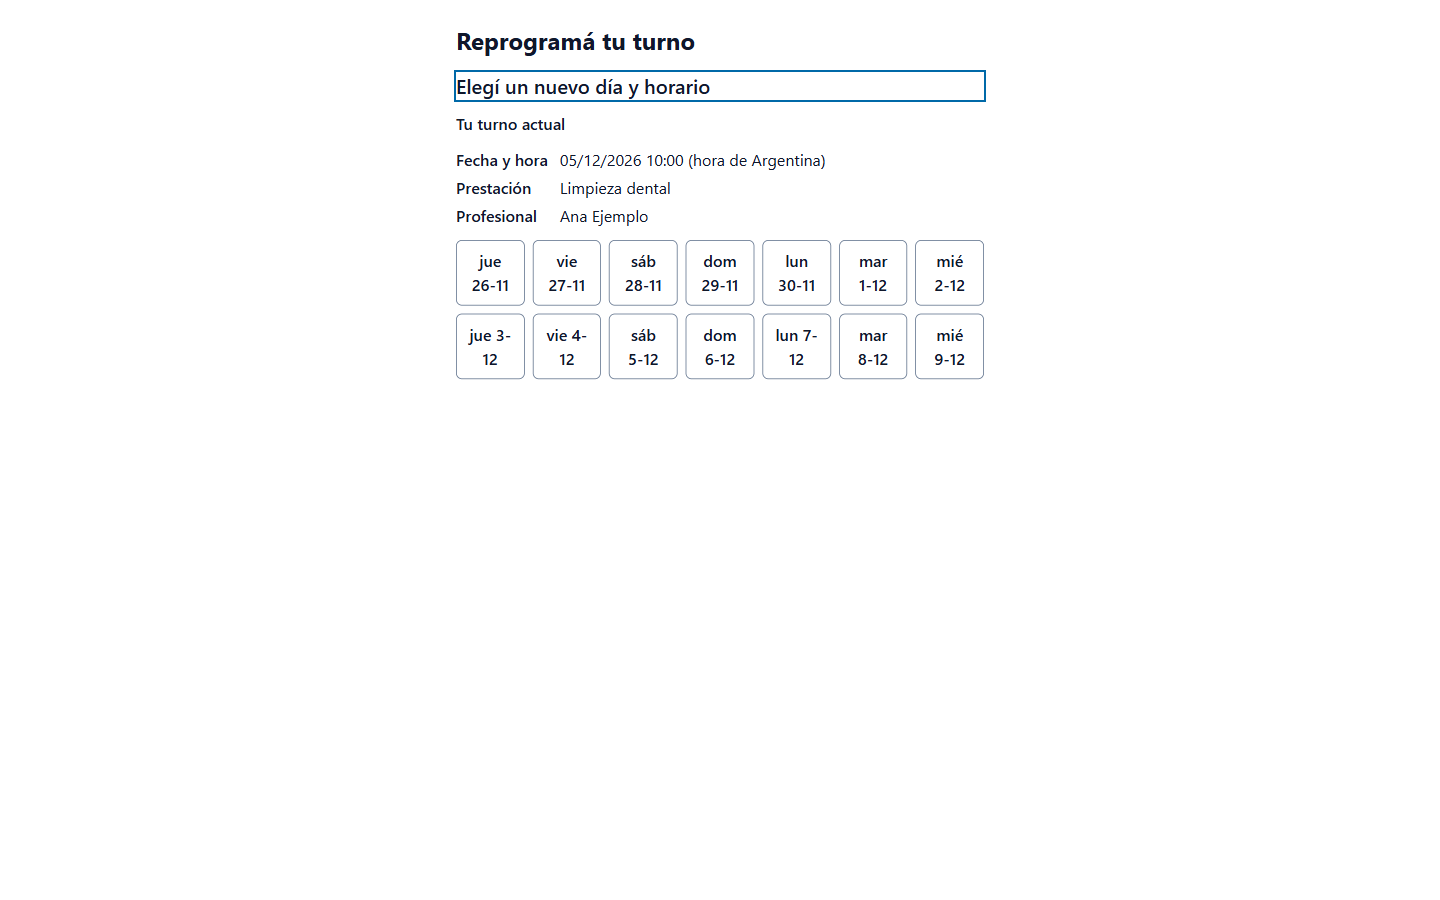 Reprogramá tu turno
Elegí un nuevo día y horario
Tu turno actual
Fecha y hora 05/12/2026 10:00 (hora de Argentina)
Prestación Limpieza dental
Profesional Ana Ejemplo
jue 26-11
vie 27-11
sáb 28-11
dom 29-11
lun 30-11
mar 1-12
mié 2-12
jue 3-12
vie 4-12
sáb 5-12
dom 6-12
lun 7-12
mar 8-12
mié 9-12